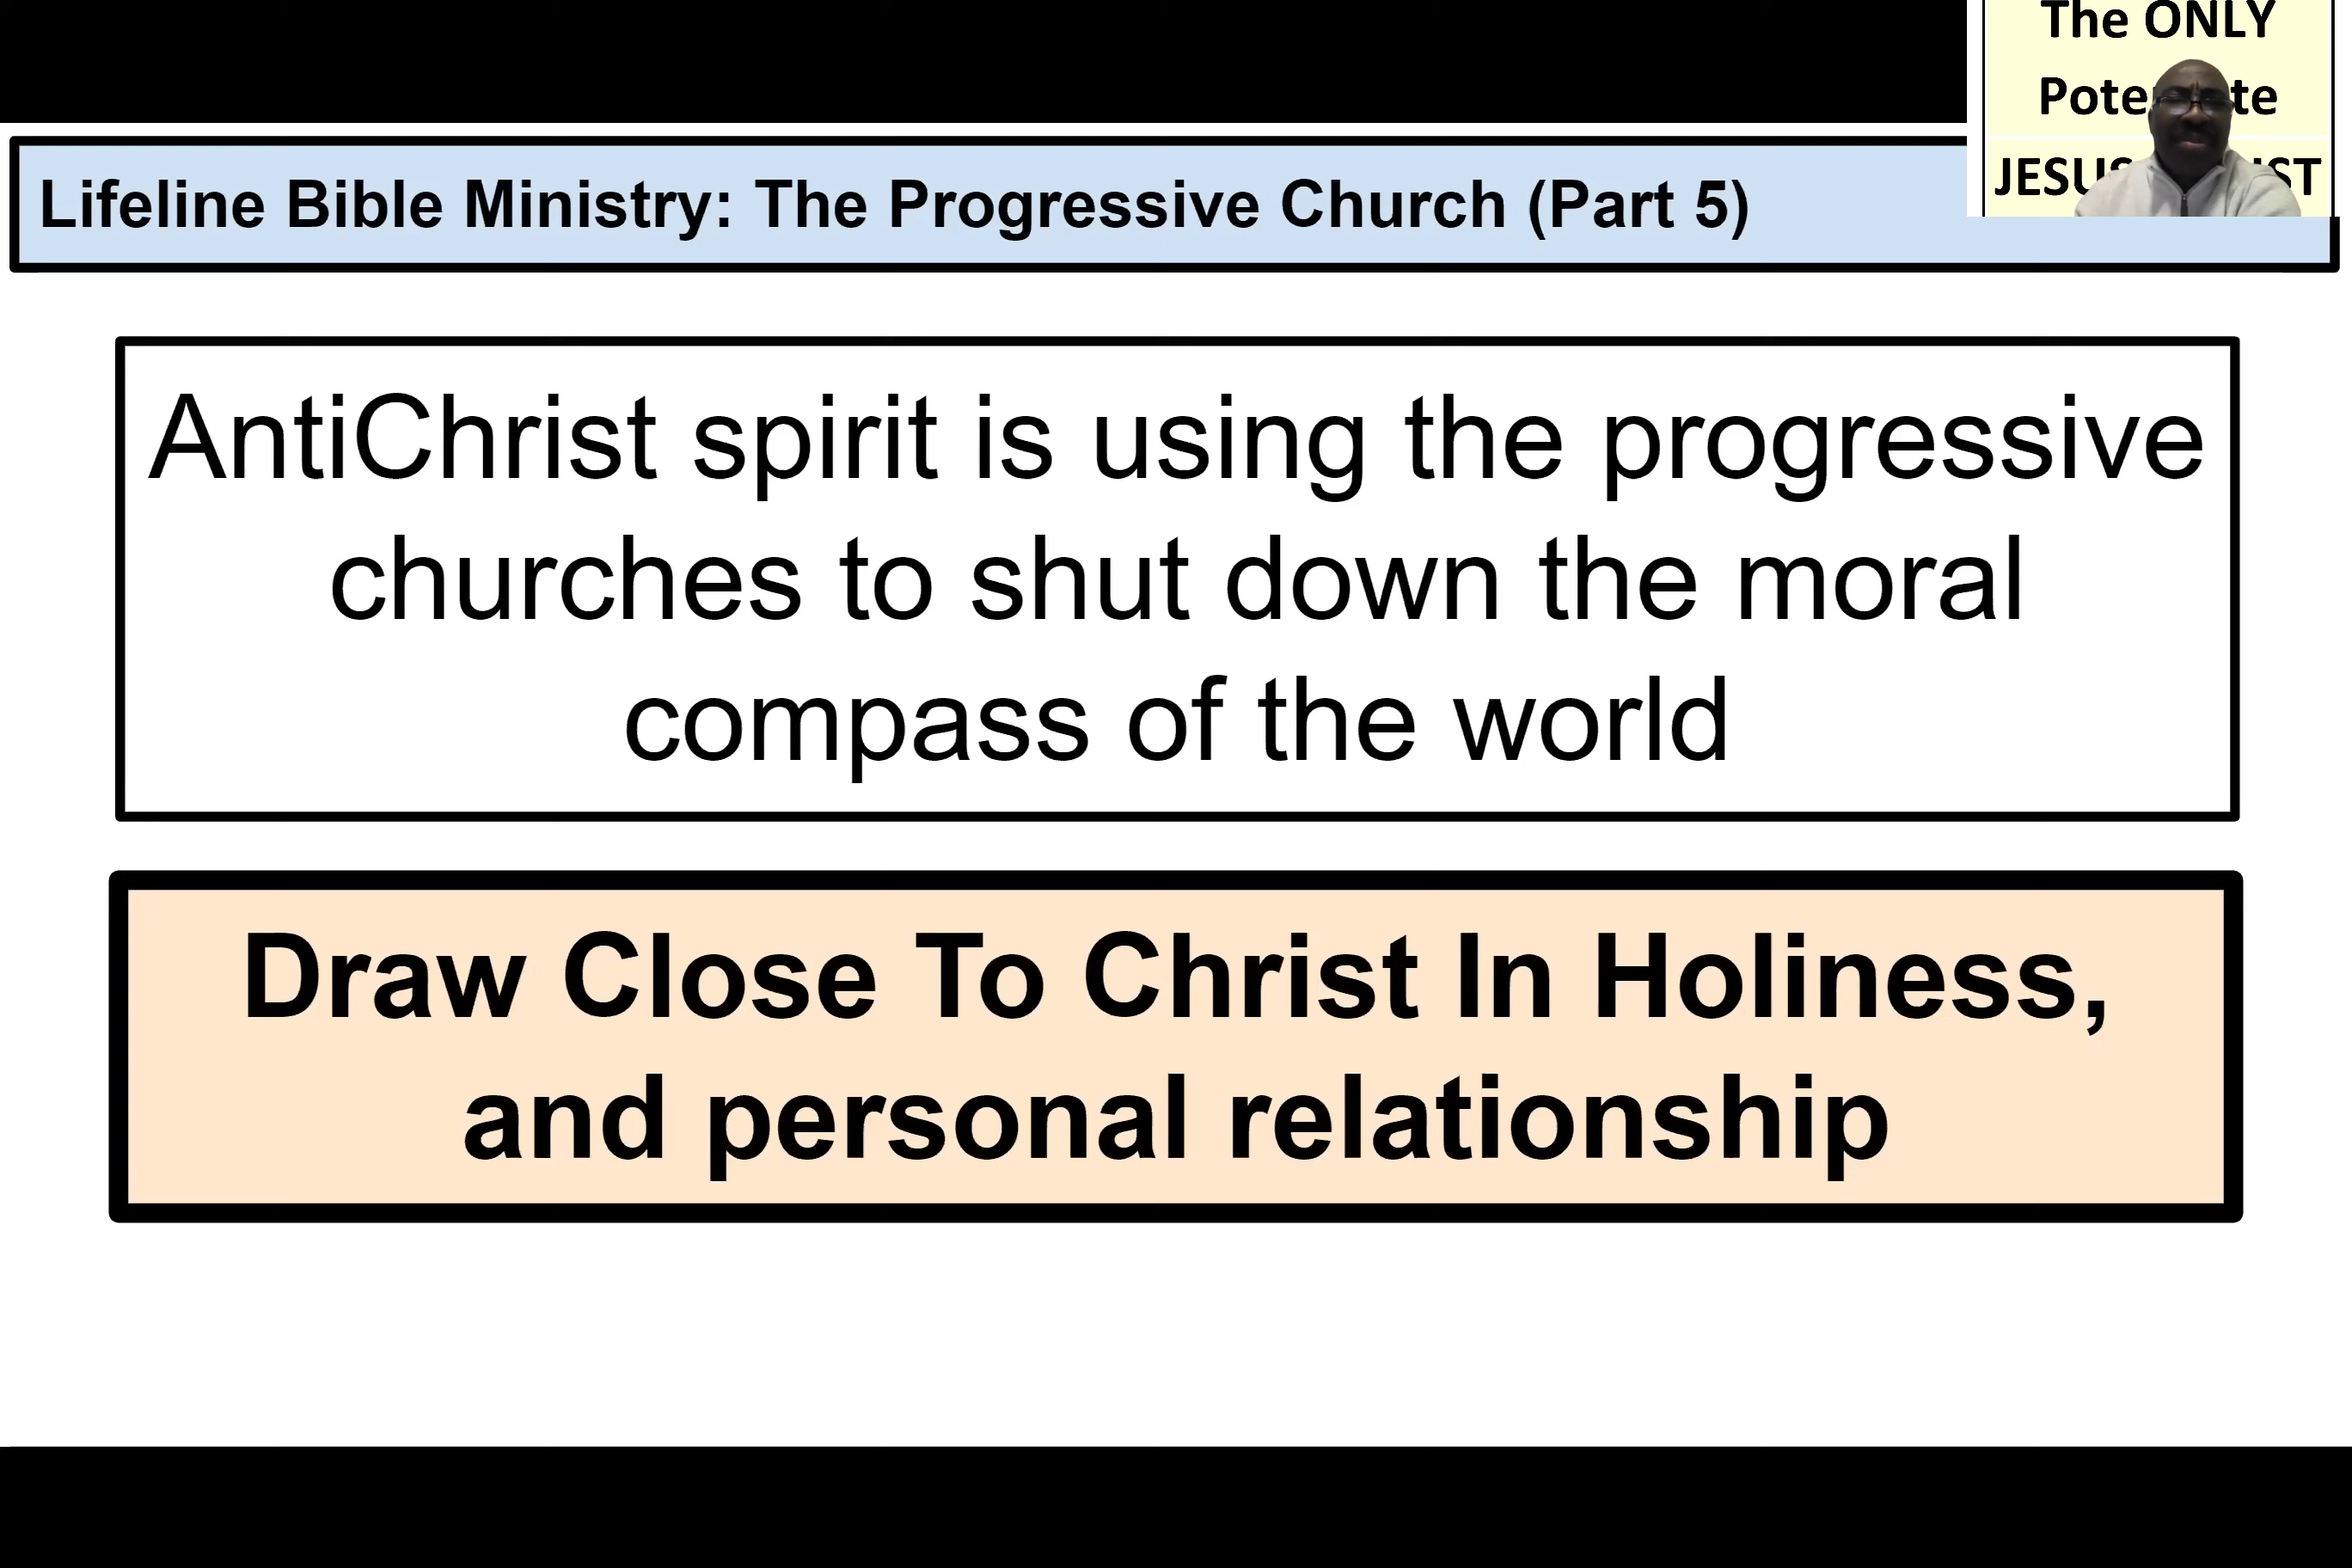 The ONLY
JESUS
Lifeline Bible Ministry: The Progressive Church (Part 5)
AntiChrist spirit is using the progressive
churches to shut down the moral
compass of the world
Draw Close To Christ In Holiness,
and personal relationship